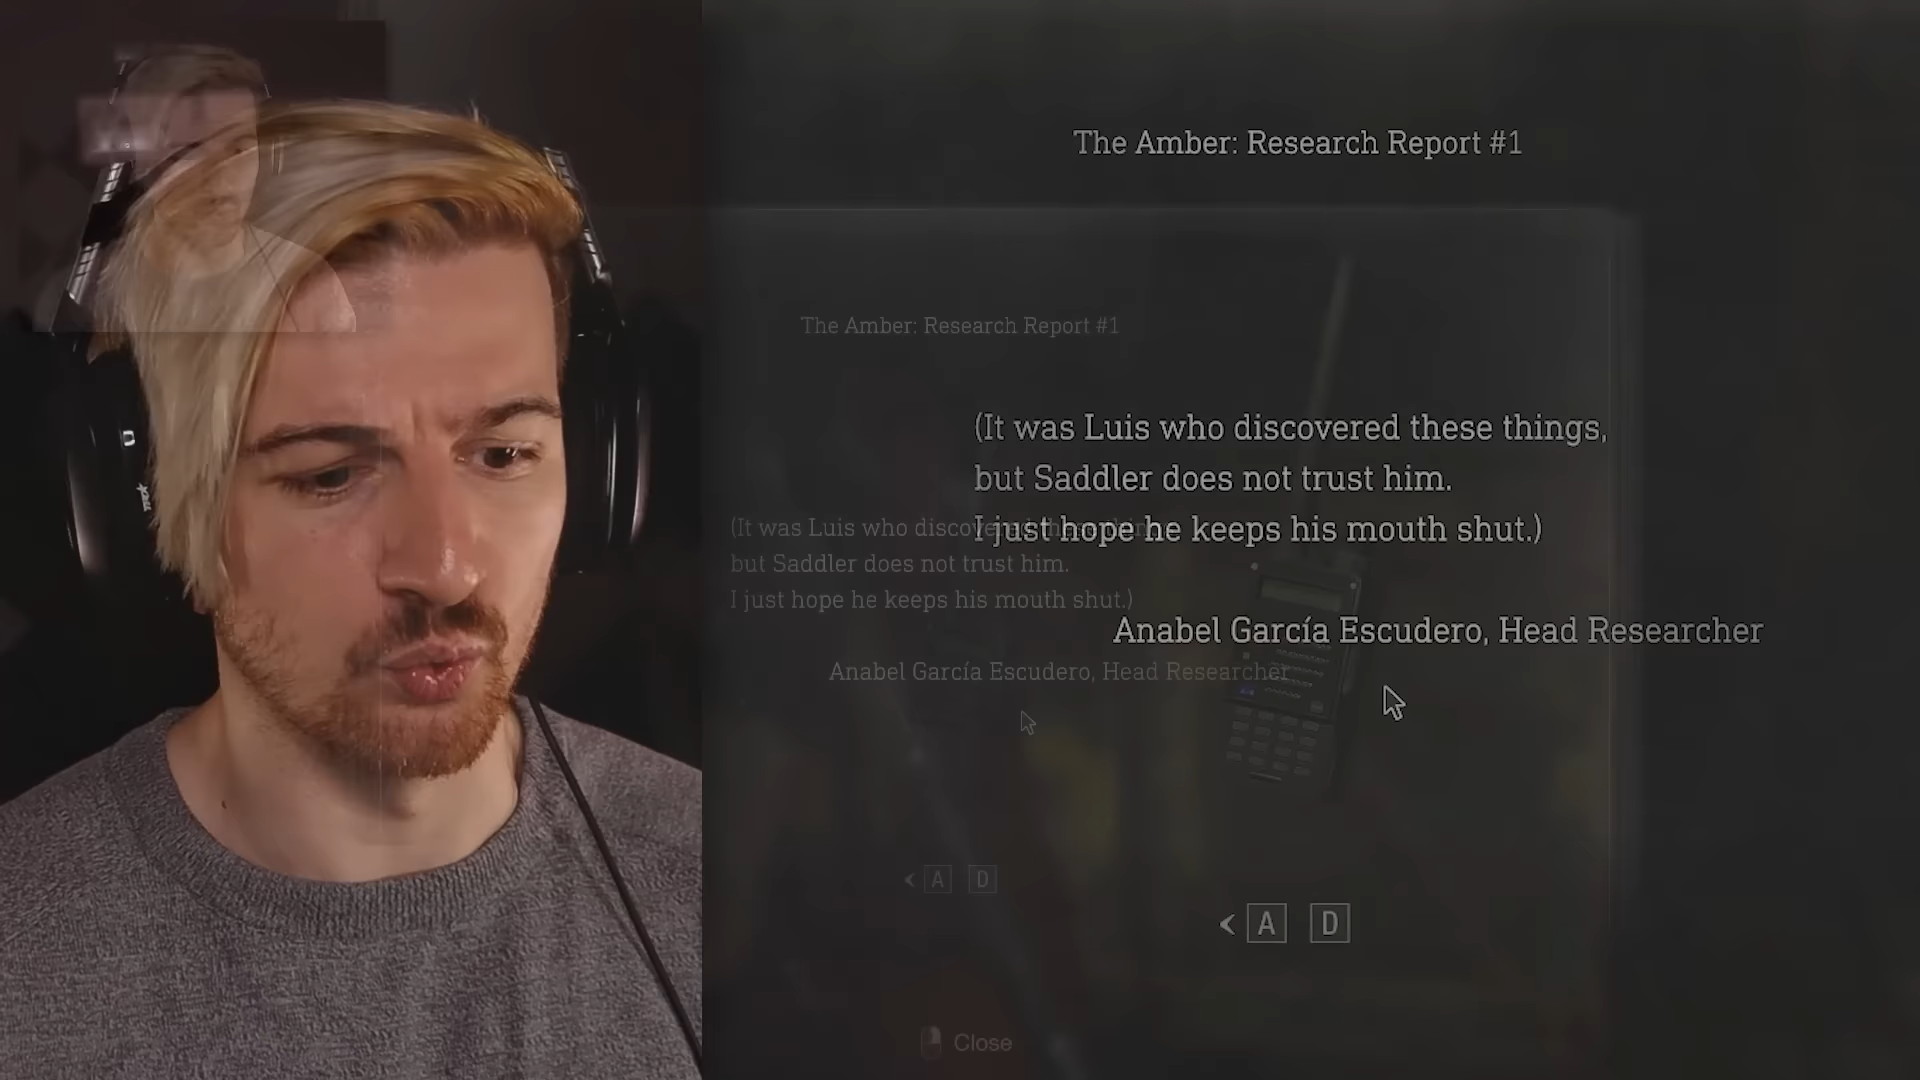 The Amber: Research Report #1
(It was Luis who discovered these things,
but Saddler does not trust him.
I just hope he keeps his mouth shut.)
Anabel García Escudero, Head Researcher
A D
The Amber: Research Report #1
(It was Luis who discovered these things,
but Saddler does not trust him.
I just hope he keeps his mouth shut.)
Anabel García Escudero, Head Researcher
A D
Close